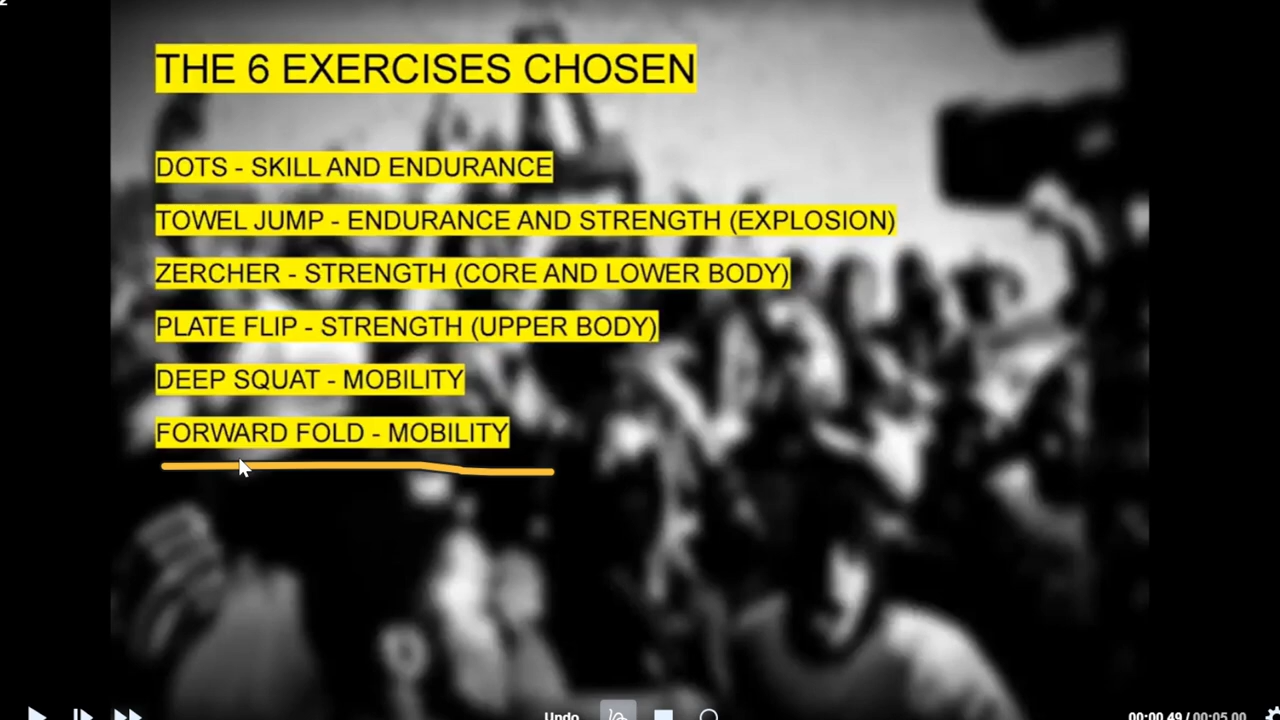 2
THE 6 EXERCISES CHOSEN
DOTS - SKILL AND ENDURANCE
TOWEL JUMP - ENDURANCE AND STRENGTH (EXPLOSION)
ZERCHER - STRENGTH (CORE AND LOWER BODY)
PLATE FLIP - STRENGTH (UPPER BODY)
DEEP SQUAT - MOBILITY
FORWARD FOLD - MOBILITY
Undo
00:00.49 / 00:05.00